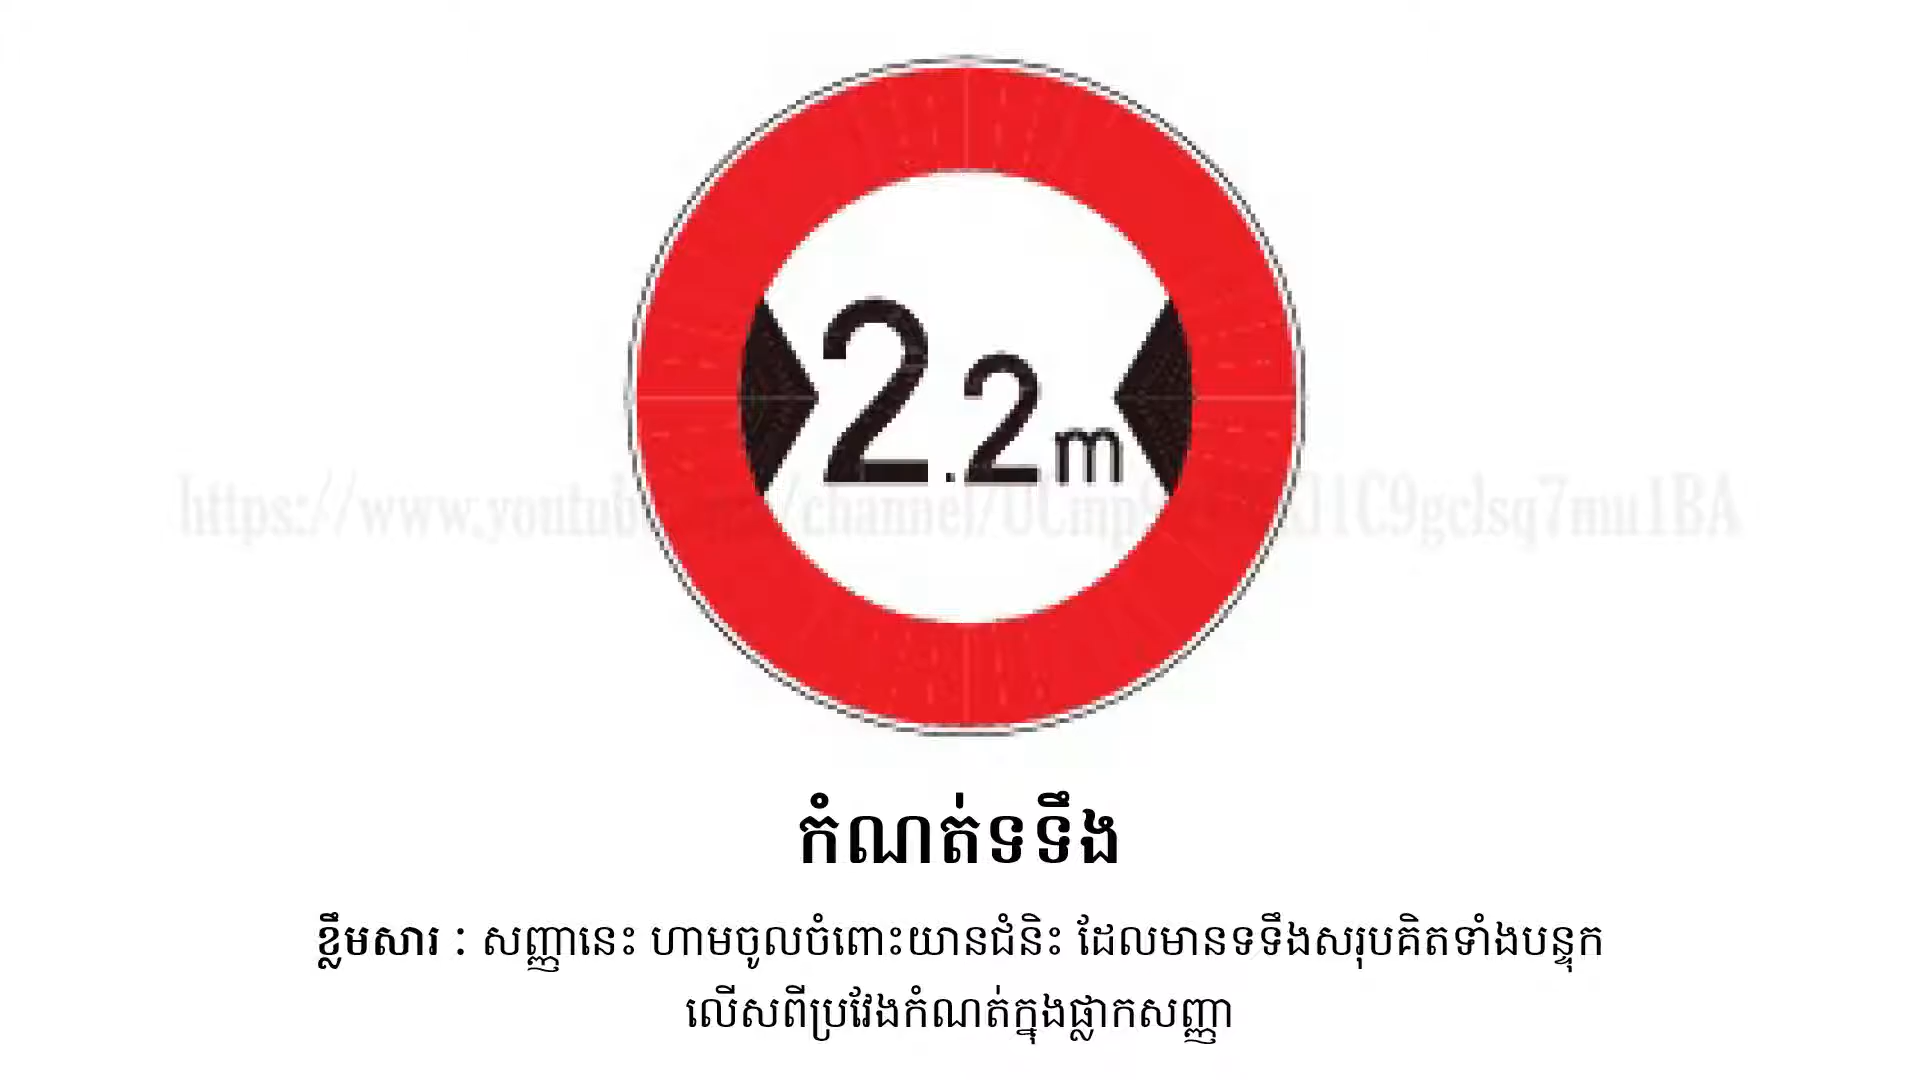 2.2m
កំណត់ទទឹង
ខ្លឹមសារ : សញ្ញានេះ ហាមចូលចំពោះយានជំនិះ ដែលមានទទឹងសរុបគិតទាំងបន្ទុក
លើសពីប្រវែងកំណត់ក្នុងផ្លាកសញ្ញា